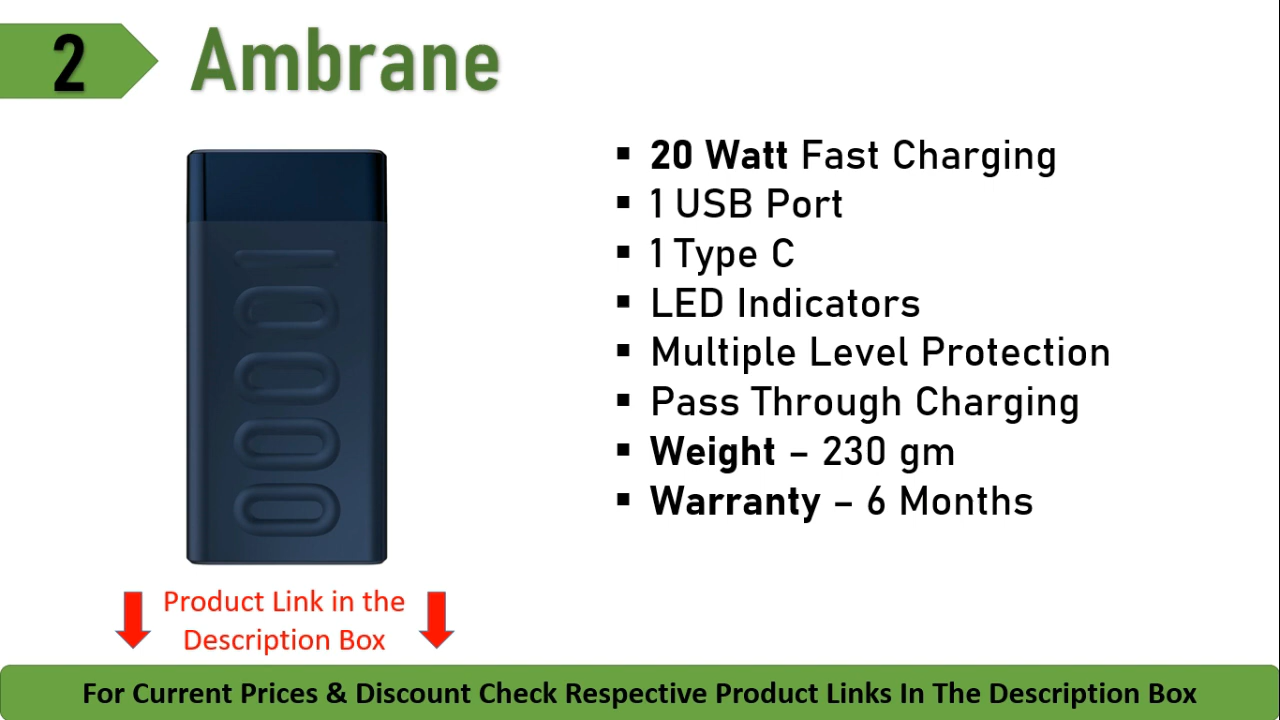 2
Ambrane
10000
▪ 20 Watt Fast Charging
▪ 1 USB Port
▪ 1 Type C
▪ LED Indicators
▪ Multiple Level Protection
▪ Pass Through Charging
▪ Weight – 230 gm
▪ Warranty – 6 Months
Product Link in the
Description Box
For Current Prices & Discount Check Respective Product Links In The Description Box